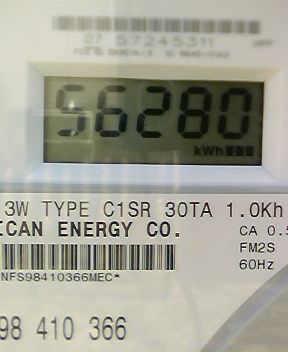 07 57245311
56280
kWh
3W TYPE C1SR 30TA 1.0Kh
ICAN ENERGY CO.
CA 0.5
FM2S
60Hz
NFS98410366MEC*
98 410 366